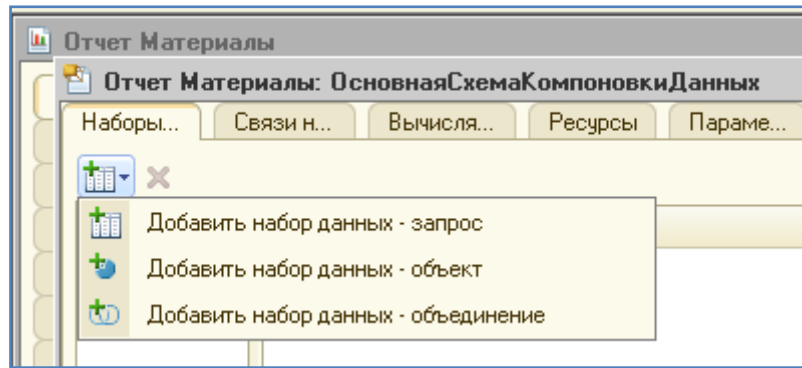 Отчет Материалы
Отчет Материалы: ОсновнаяСхемаКомпоновкиДанных
Наборы... Связи н... Вычисля... Ресурсы Параме...
Добавить набор данных - запрос
Добавить набор данных - объект
Добавить набор данных - объединение